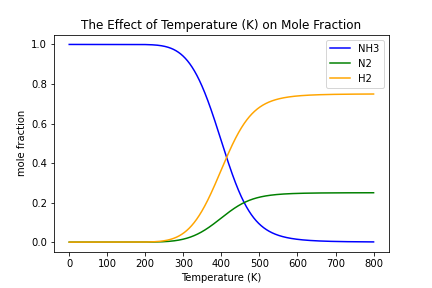 The Effect of Temperature (K) on Mole Fraction
NH3
N2
H2
1.0
0.8
0.6
0.4
0.2
0.0
mole fraction
0 100 200 300 400 500 600 700 800
Temperature (K)